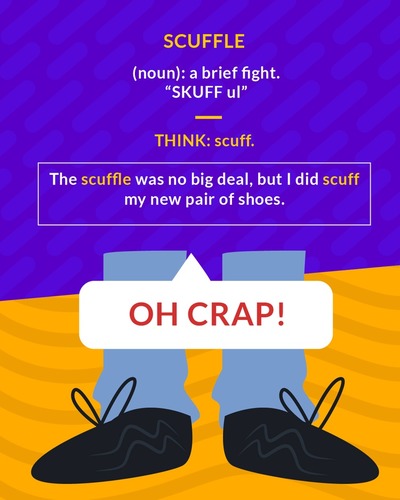 SCUFFLE
(noun): a brief fight.
“SKUFF ul”
THINK: scuff.
The scuffle was no big deal, but I did scuff
my new pair of shoes.
OH CRAP!